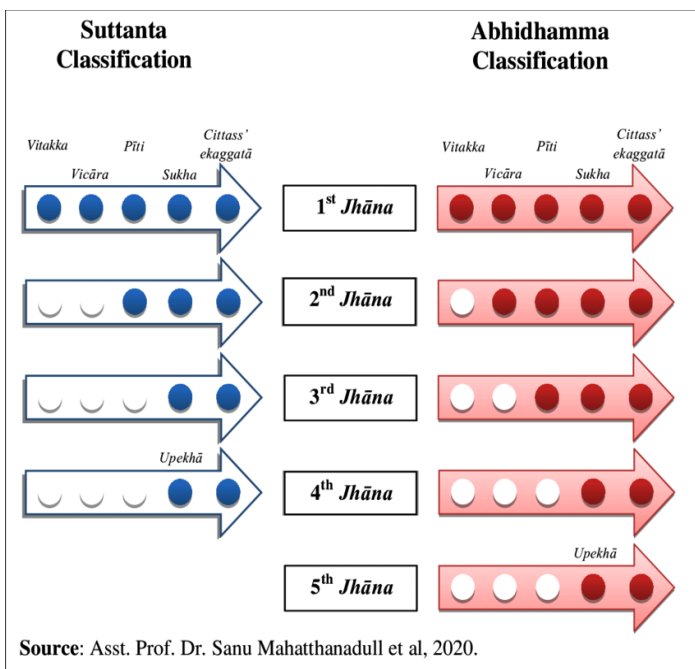 Suttanta
Classification
Abhidhamma
Classification
Vitakka
Vicāra
Pīti
Sukha
Cittass’
ekaggatā
Vitakka
Vicāra
Pīti
Sukha
Cittass’
ekaggatā
1st Jhāna
2nd Jhāna
3rd Jhāna
Upekhā
4th Jhāna
Upekhā
5th Jhāna
Source: Asst. Prof. Dr. Sanu Mahatthanadull et al, 2020.